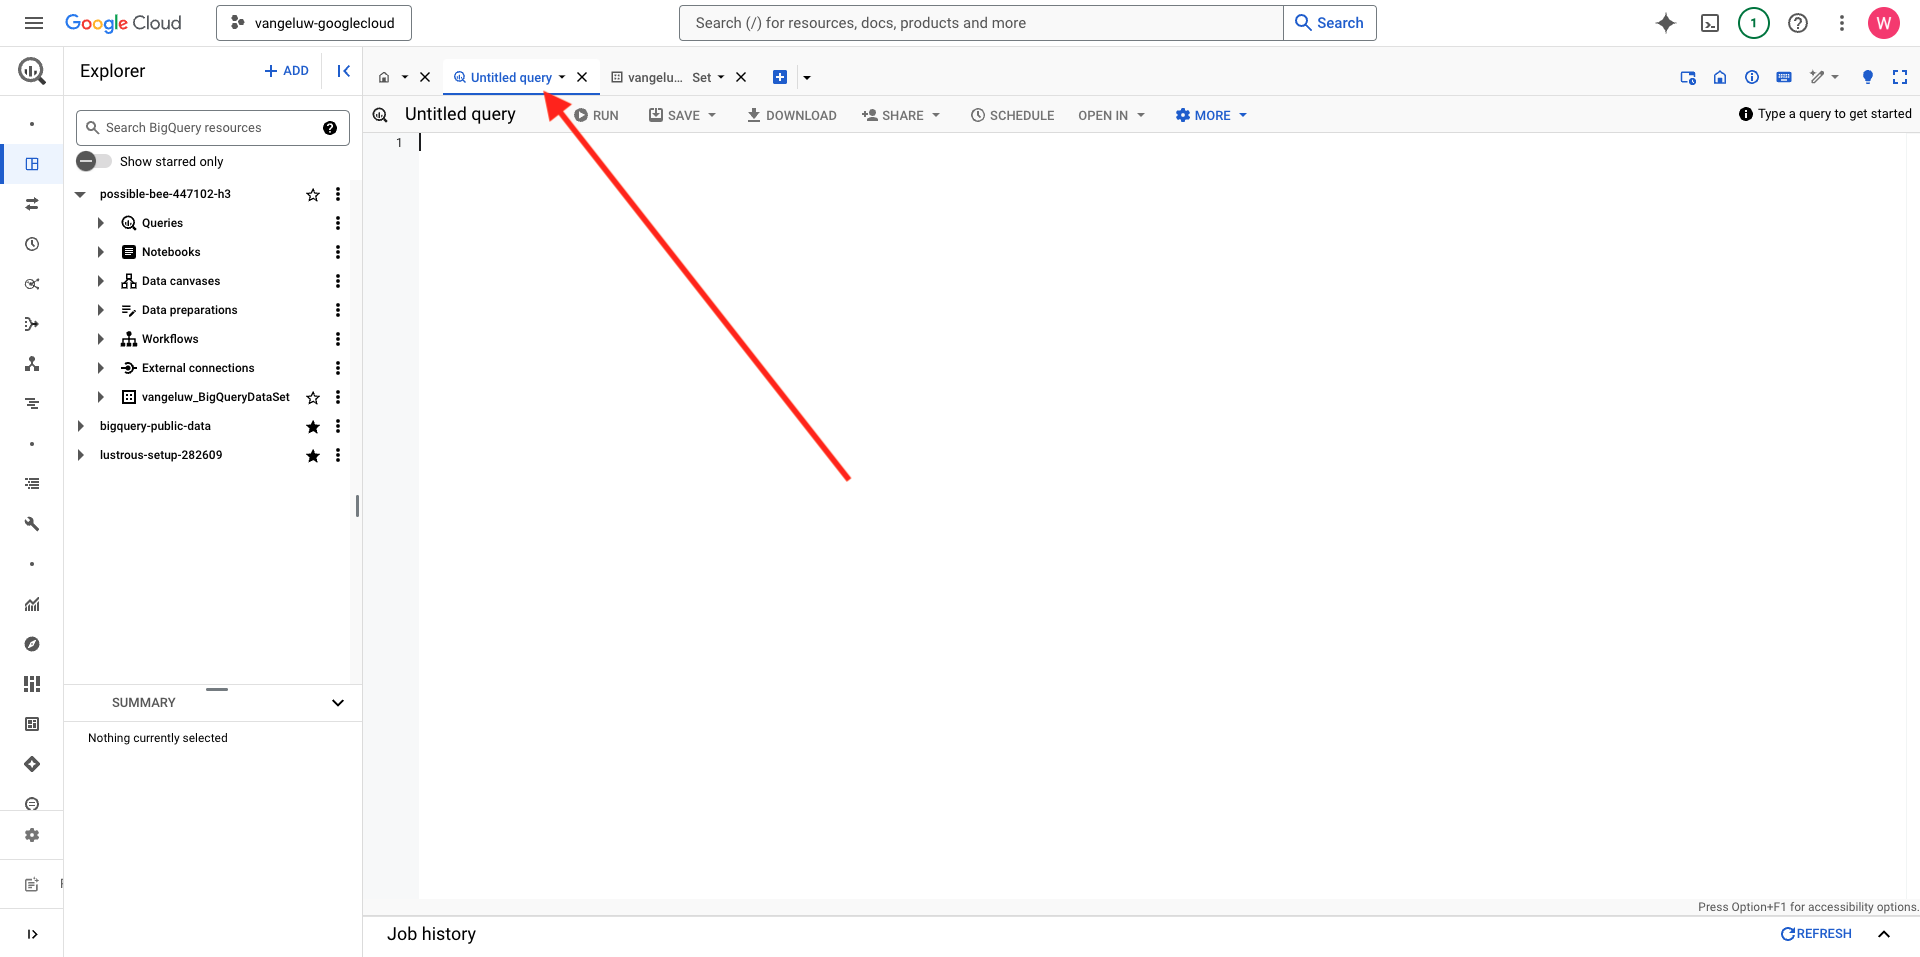 Google Cloud
vangeluw-googlecloud
Search (/) for resources, docs, products and more
Search
1
W
Explorer
ADD
Untitled query
vangelu... Set
Untitled query
RUN
SAVE
DOWNLOAD
SHARE
SCHEDULE
OPEN IN
MORE
Type a query to get started
Search BigQuery resources
Show starred only
1
possible-bee-447102-h3
Queries
Notebooks
Data canvases
Data preparations
Workflows
External connections
vangeluw_BigQueryDataSet
bigquery-public-data
lustrous-setup-282609
SUMMARY
Nothing currently selected
Press Option+F1 for accessibility options.
Job history
REFRESH